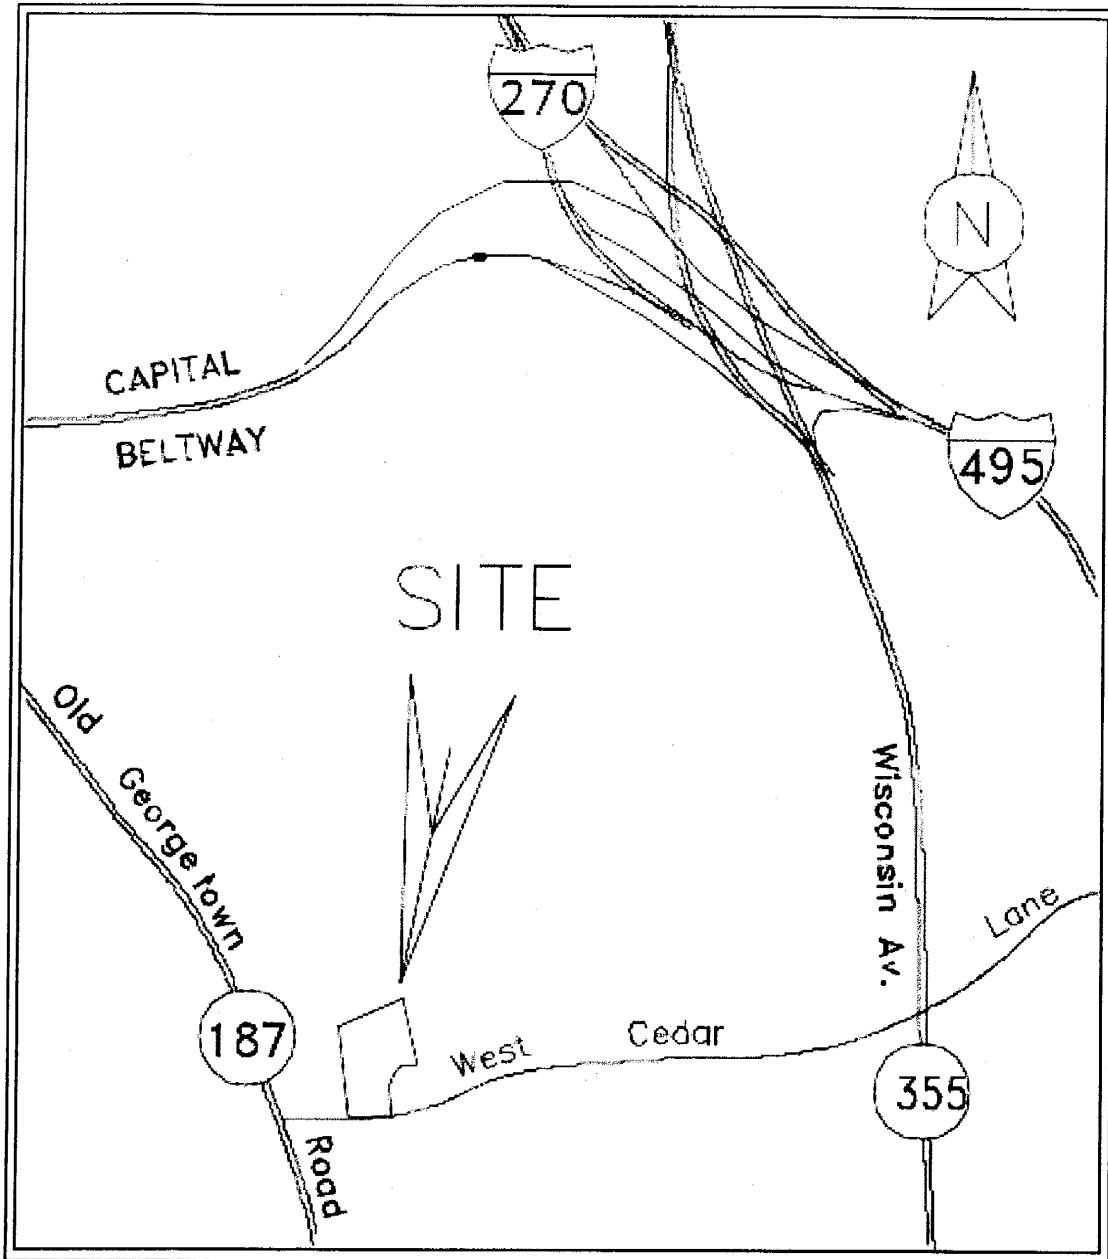 270
N
CAPITAL
BELTWAY
495
SITE
Old Georgetown
Road
187
Wisconsin Av.
West Cedar Lane
355